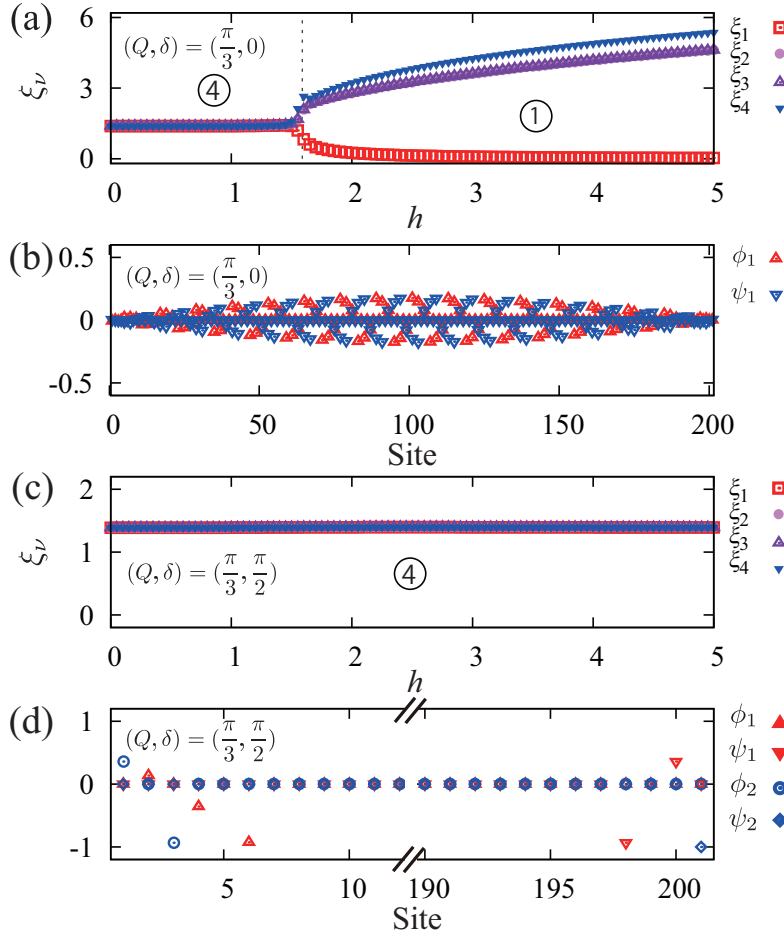 (a)
6
3
0
ξν
(Q, δ) = (π/3, 0)
④
①
ξ1
ξ2
ξ3
ξ4
0 1 2 3 4 5
h
(b)
0.5
0
-0.5
(Q, δ) = (π/3, 0)
ϕ1
ψ1
0 50 100 150 200
Site
(c)
2
1
0
ξν
(Q, δ) = (π/3, π/2)
④
ξ1
ξ2
ξ3
ξ4
0 1 2 3 4 5
h
(d)
1
0
-1
(Q, δ) = (π/3, π/2)
ϕ1
ψ1
ϕ2
ψ2
5 10 190 195 200
Site